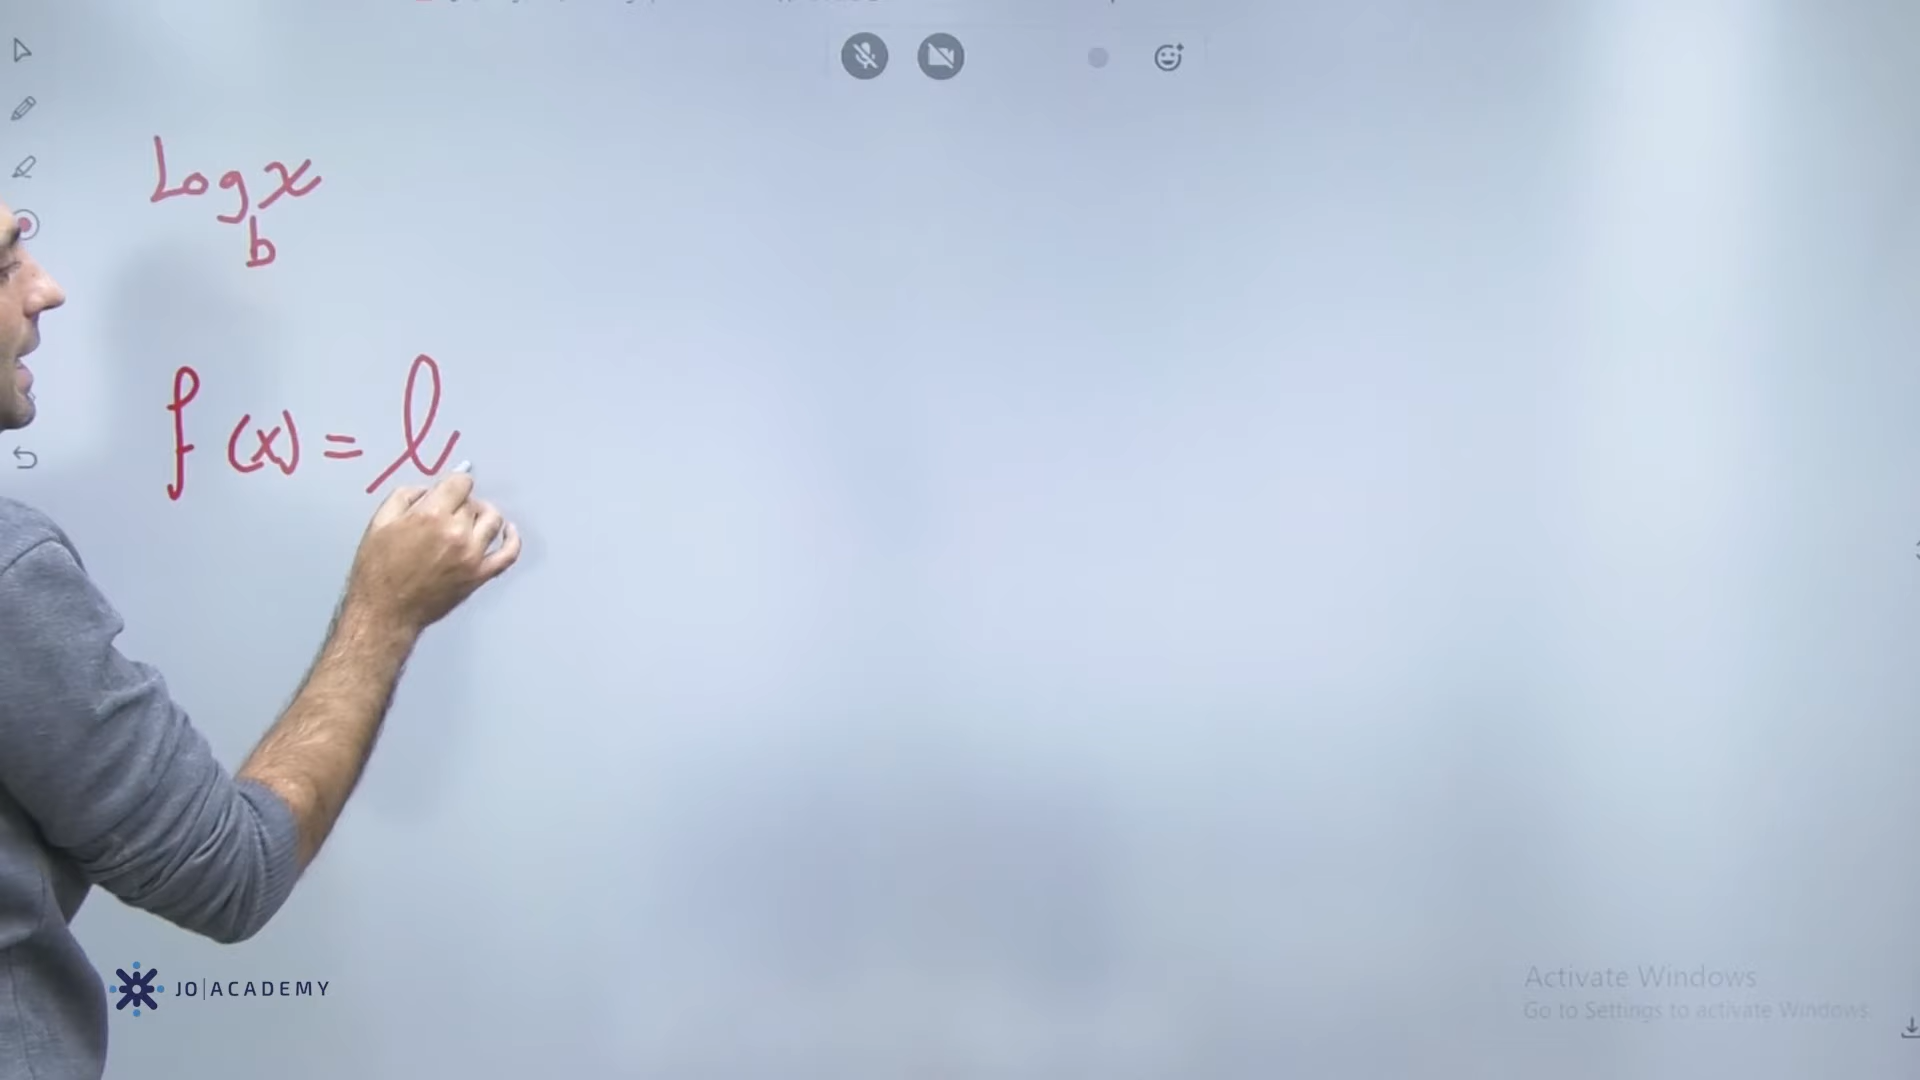 Log x
b
f(x) = l
JO|ACADEMY
Activate Windows
Go to Settings to activate Windows.